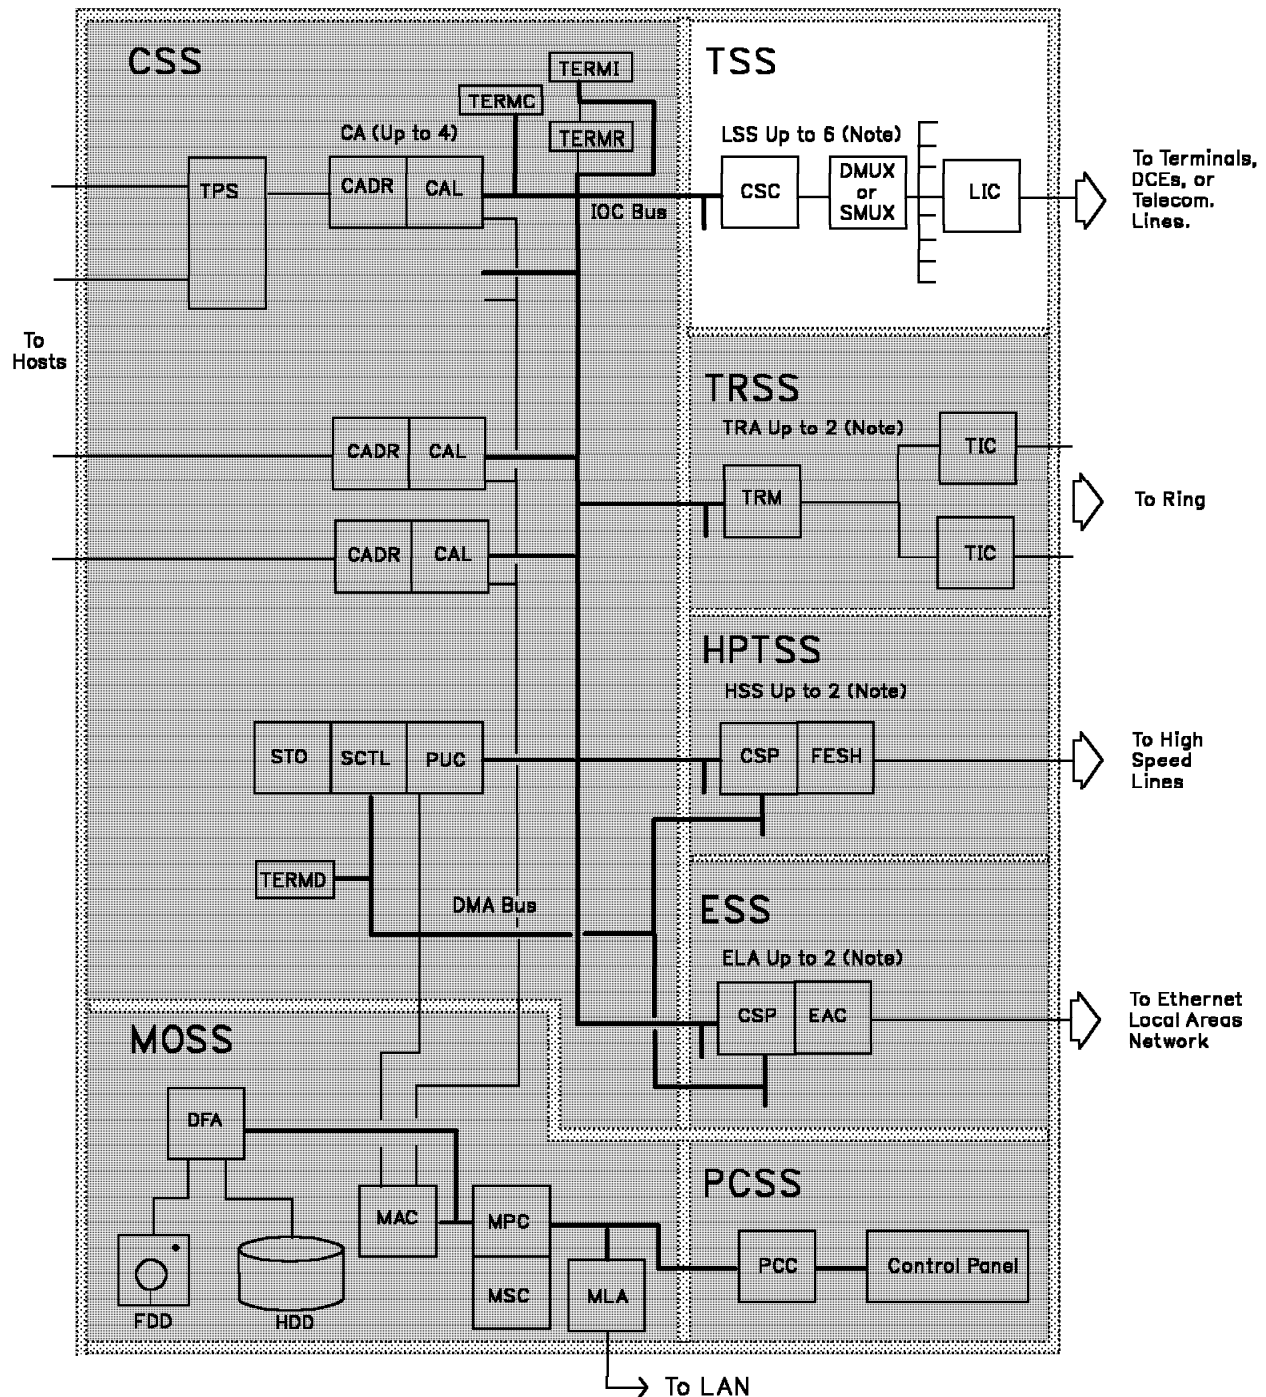 CSS
TERMI
TERMC
TERMR
CA (Up to 4)
TPS
CADR
CAL
IOC Bus
TSS
LSS Up to 6 (Note)
CSC
DMUX
or
SMUX
LIC
To Terminals,
DCEs, or
Telecom.
Lines.
To
Hosts
CADR
CAL
CADR
CAL
TRSS
TRA Up to 2 (Note)
TRM
TIC
TIC
To Ring
HPTSS
HSS Up to 2 (Note)
STO
SCTL
PUC
CSP
FESH
To High
Speed
Lines
TERMD
DMA Bus
ESS
ELA Up to 2 (Note)
CSP
EAC
To Ethernet
Local Areas
Network
MOSS
DFA
MAC
MPC
MSC
MLA
FDD
HDD
PCSS
PCC
Control Panel
To LAN